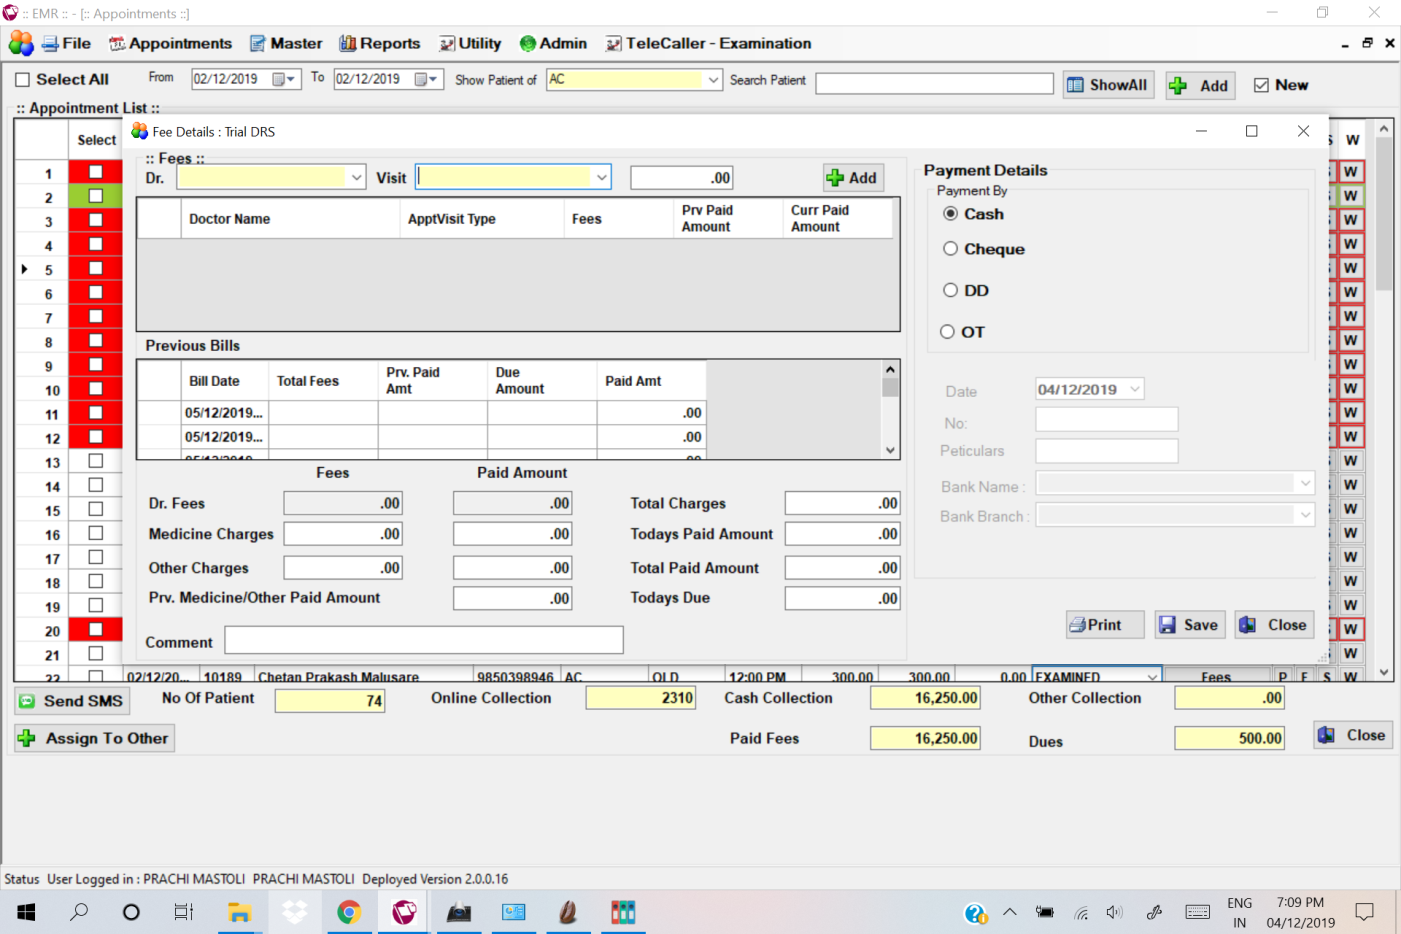 :: EMR :: - [:: Appointments ::]
File Appointments Master Reports Utility Admin TeleCaller - Examination
Select All From 02/12/2019 To 02/12/2019 Show Patient of AC Search Patient ShowAll Add New
:: Appointment List ::
Select W
Fee Details : Trial DRS
:: Fees ::
Dr. Visit .00 Add
Doctor Name ApptVisit Type Fees Prv Paid Amount Curr Paid Amount
Previous Bills
Bill Date Total Fees Prv. Paid Amt Due Amount Paid Amt
05/12/2019... .00
05/12/2019... .00
Fees Paid Amount
Dr. Fees .00 .00 Total Charges .00
Medicine Charges .00 .00 Todays Paid Amount .00
Other Charges .00 .00 Total Paid Amount .00
Prv. Medicine/Other Paid Amount .00 Todays Due .00
Comment
Payment Details
Payment By
Cash
Cheque
DD
OT
Date 04/12/2019
No:
Peticulars
Bank Name :
Bank Branch :
Print Save Close
1 W
2 W
3 W
4 W
5 W
6 W
7 W
8 W
9 W
10 W
11 W
12 W
13 W
14 W
15 W
16 W
17 W
18 W
19 W
20 W
21 W
22 02/12/20... 10189 Chetan Prakash Malusare 9850398946 AC OLD 12:00 PM 300.00 300.00 0.00 EXAMINED Fees P F S W
Send SMS No Of Patient 74 Online Collection 2310 Cash Collection 16,250.00 Other Collection .00
Assign To Other Paid Fees 16,250.00 Dues 500.00 Close
Status User Logged in : PRACHI MASTOLI PRACHI MASTOLI Deployed Version 2.0.0.16
ENG 7:09 PM
IN 04/12/2019